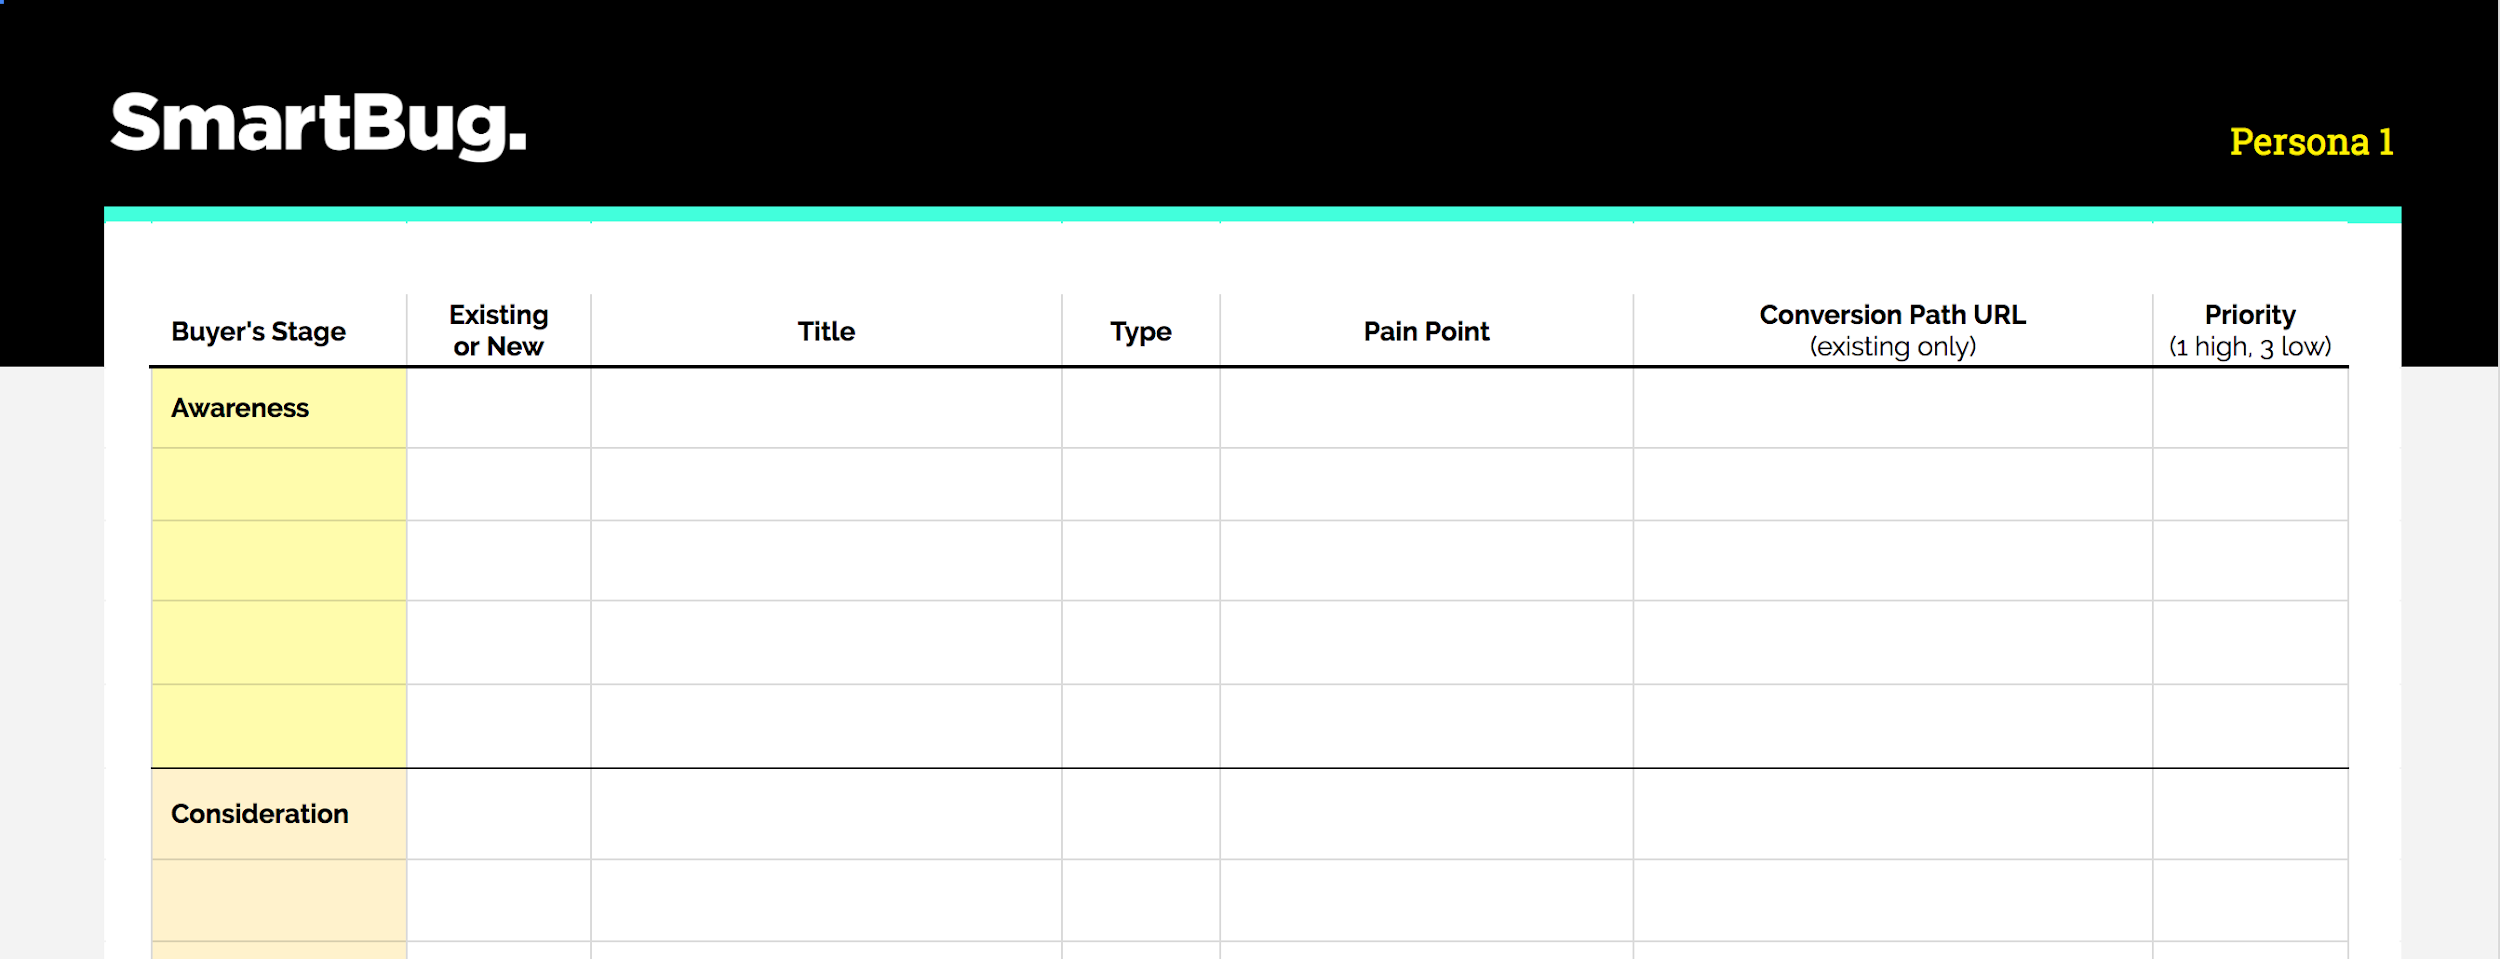 SmartBug.
Persona 1
Buyer's Stage
Existing
or New
Title
Type
Pain Point
Conversion Path URL
(existing only)
Priority
(1 high, 3 low)
Awareness
Consideration